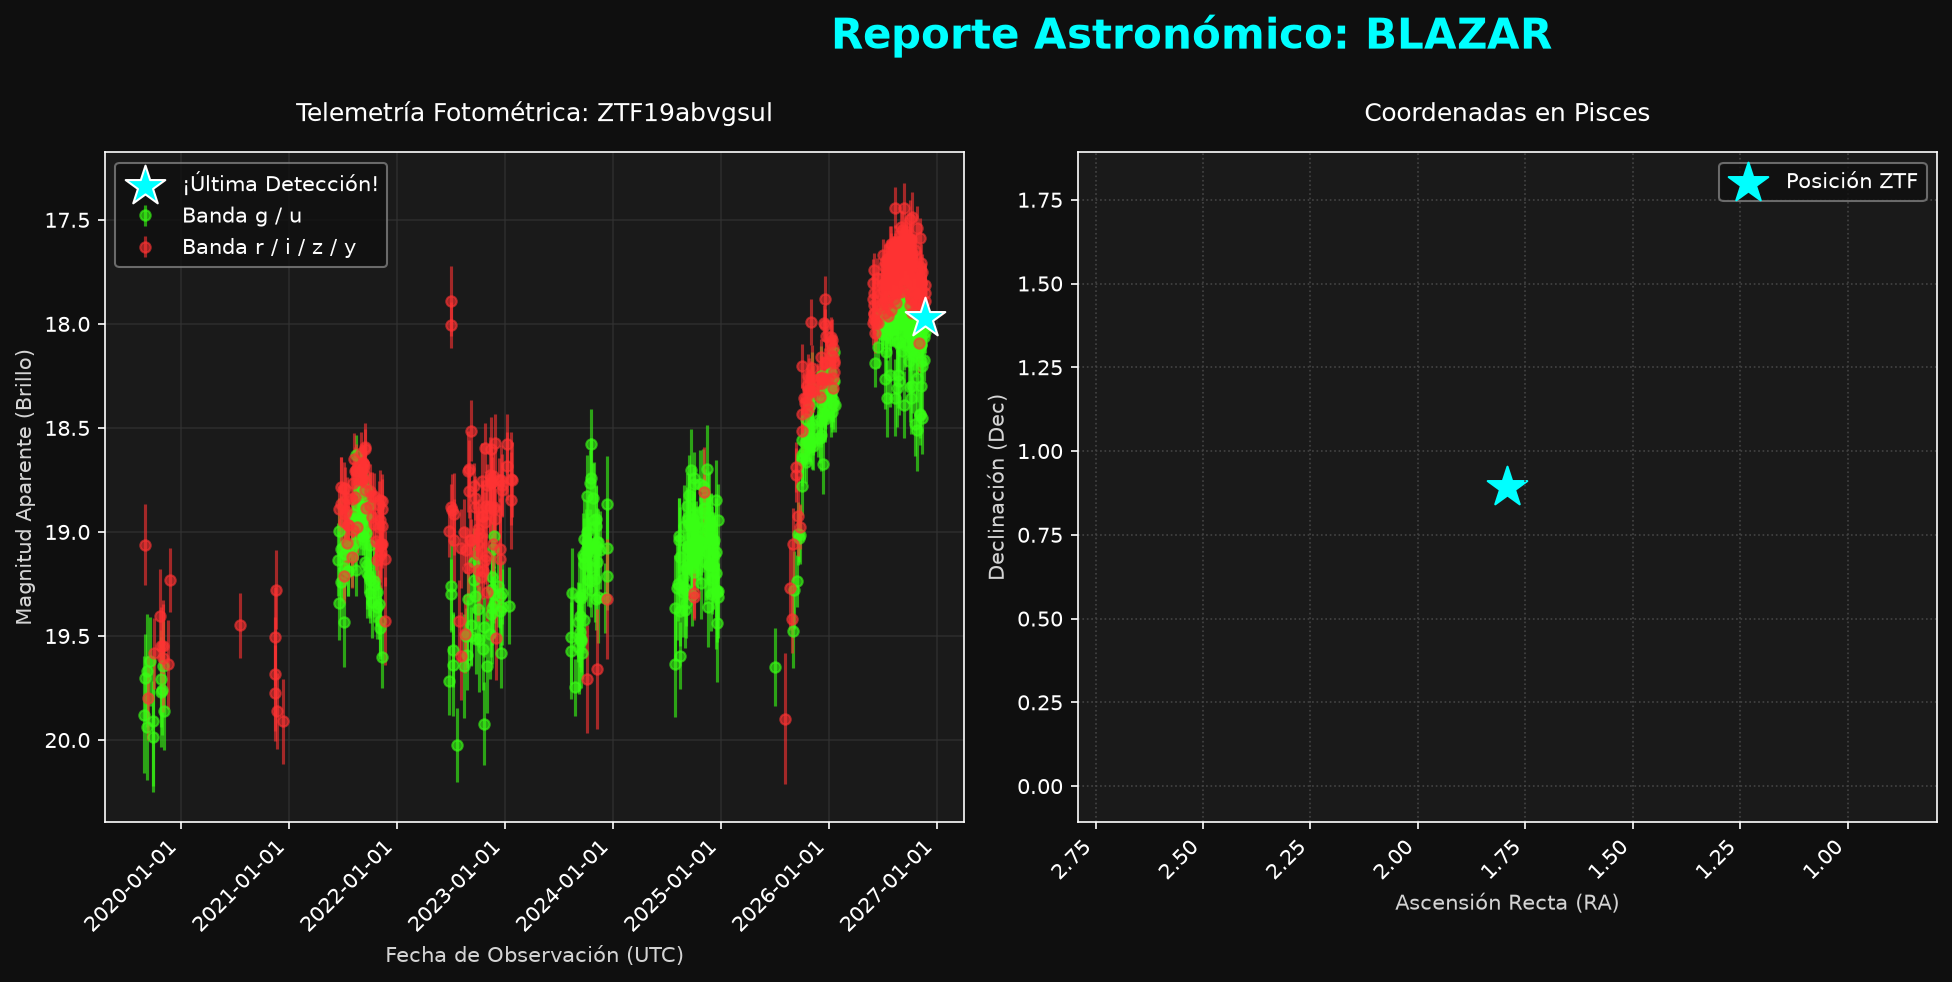 Reporte Astronómico: BLAZAR
Telemetría Fotométrica: ZTF19abvgsul
¡Última Detección!
Banda g / u
Banda r / i / z / y
Magnitud Aparente (Brillo)
17.5
18.0
18.5
19.0
19.5
20.0
2020-01-01
2021-01-01
2022-01-01
2023-01-01
2024-01-01
2025-01-01
2026-01-01
2027-01-01
Fecha de Observación (UTC)
Coordenadas en Pisces
Posición ZTF
Declinación (Dec)
1.75
1.50
1.25
1.00
0.75
0.50
0.25
0.00
2.75
2.50
2.25
2.00
1.75
1.50
1.25
1.00
Ascensión Recta (RA)